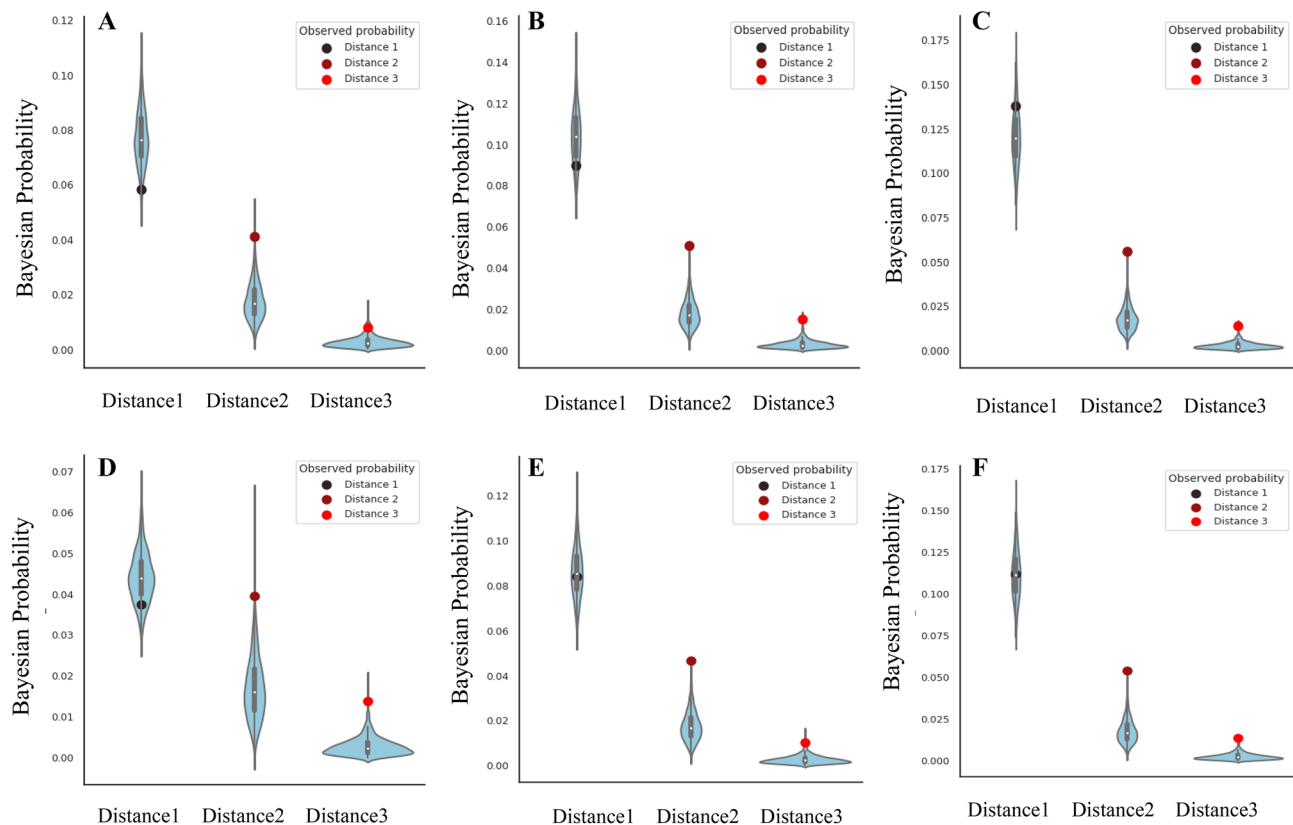 A
0.12
0.10
0.08
0.06
0.04
0.02
0.00
Bayesian Probability
Observed probability
Distance 1
Distance 2
Distance 3
Distance1 Distance2 Distance3
B
0.16
0.14
0.12
0.10
0.08
0.06
0.04
0.02
0.00
Bayesian Probability
Observed probability
Distance 1
Distance 2
Distance 3
Distance1 Distance2 Distance3
C
0.175
0.150
0.125
0.100
0.075
0.050
0.025
0.000
Bayesian Probability
Observed probability
Distance 1
Distance 2
Distance 3
Distance1 Distance2 Distance3
D
0.07
0.06
0.05
0.04
0.03
0.02
0.01
0.00
Bayesian Probability
Observed probability
Distance 1
Distance 2
Distance 3
Distance1 Distance2 Distance3
E
0.12
0.10
0.08
0.06
0.04
0.02
0.00
Bayesian Probability
Observed probability
Distance 1
Distance 2
Distance 3
Distance1 Distance2 Distance3
F
0.175
0.150
0.125
0.100
0.075
0.050
0.025
0.000
Bayesian Probability
Observed probability
Distance 1
Distance 2
Distance 3
Distance1 Distance2 Distance3